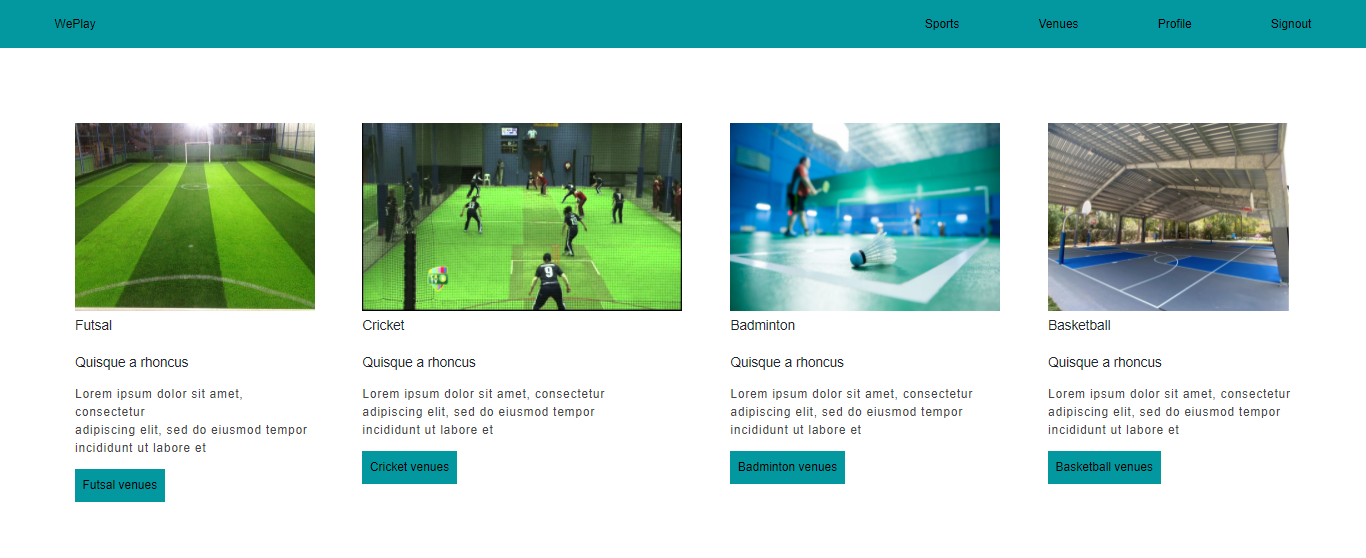 WePlay
Sports
Venues
Profile
Signout
9
Futsal
Quisque a rhoncus
Lorem ipsum dolor sit amet,
consectetur
adipiscing elit, sed do eiusmod tempor
incididunt ut labore et
Futsal venues
Cricket
Quisque a rhoncus
Lorem ipsum dolor sit amet, consectetur
adipiscing elit, sed do eiusmod tempor
incididunt ut labore et
Cricket venues
Badminton
Quisque a rhoncus
Lorem ipsum dolor sit amet, consectetur
adipiscing elit, sed do eiusmod tempor
incididunt ut labore et
Badminton venues
Basketball
Quisque a rhoncus
Lorem ipsum dolor sit amet, consectetur
adipiscing elit, sed do eiusmod tempor
incididunt ut labore et
Basketball venues